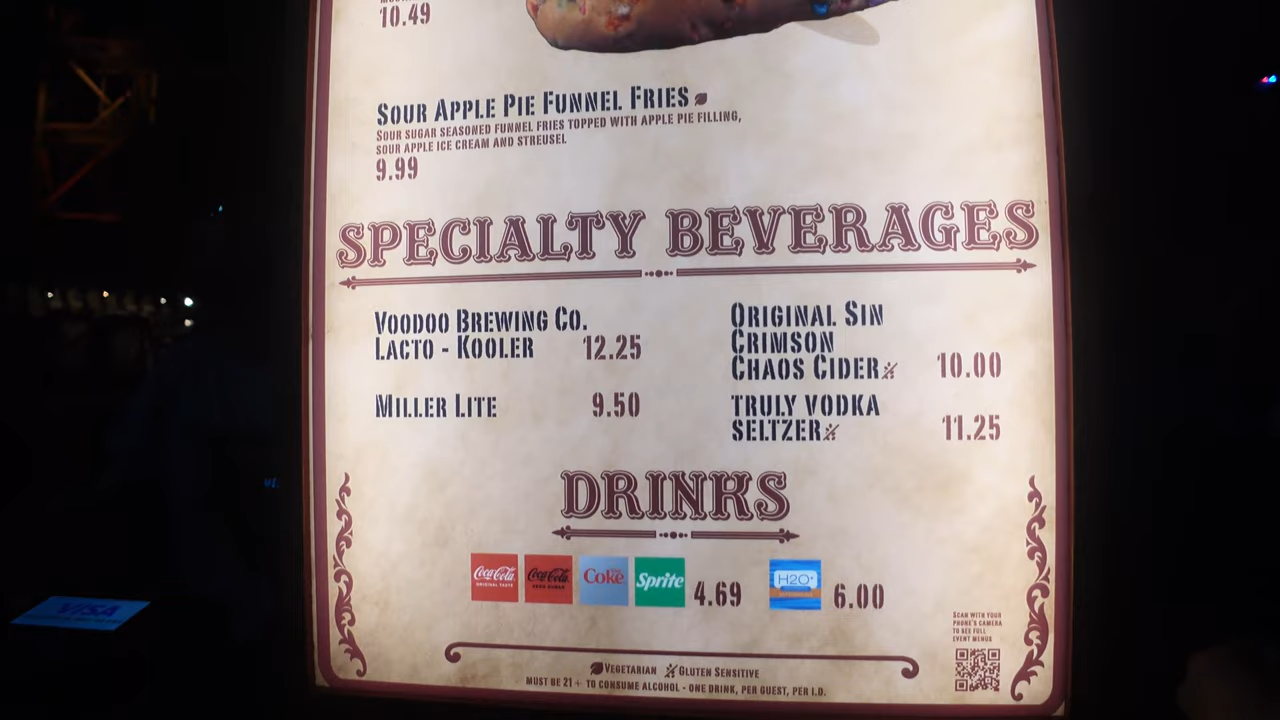 10.49
SOUR APPLE PIE FUNNEL FRIES
SOUR SUGAR SEASONED FUNNEL FRIES TOPPED WITH APPLE PIE FILLING,
SOUR APPLE ICE CREAM AND STREUSEL
9.99
SPECIALTY BEVERAGES
VOODOO BREWING CO.
LACTO - KOOLER 12.25
MILLER LITE 9.50
ORIGINAL SIN
CRIMSON
CHAOS CIDER 10.00
TRULY VODKA
SELTZER 11.25
DRINKS
Coca-Cola
ORIGINAL TASTE
Coca-Cola
ZERO SUGAR
Coke
Sprite
4.69
H2O+
6.00
SCAN WITH YOUR
PHONE'S CAMERA
TO SEE FULL
EVENT MENUS
VEGETARIAN GLUTEN SENSITIVE
MUST BE 21+ TO CONSUME ALCOHOL - ONE DRINK, PER GUEST, PER I.D.
VISA